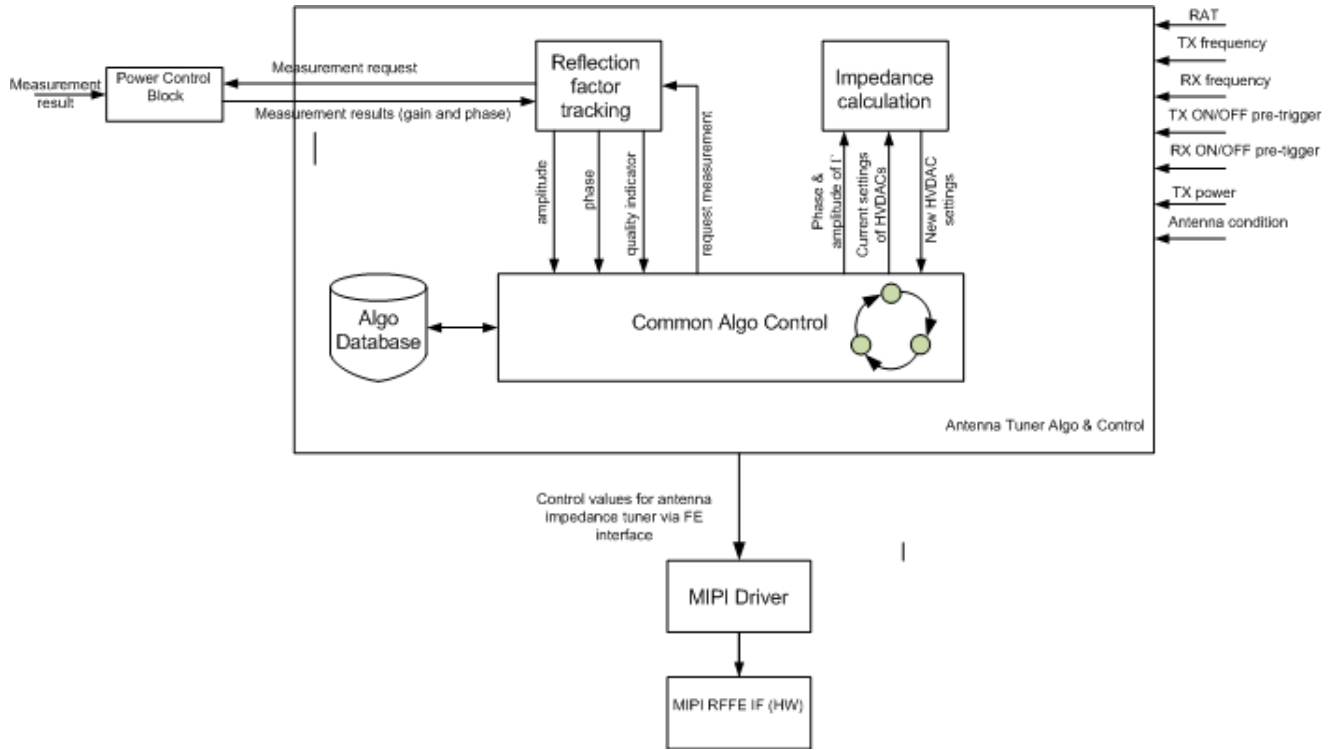 RAT
TX frequency
RX frequency
TX ON/OFF pre-trigger
RX ON/OFF pre-tigger
TX power
Antenna condition
Measurement
result
Power Control
Block
Measurement request
Measurement results (gain and phase)
Reflection
factor
tracking
Impedance
calculation
amplitude
phase
quality indicator
request measurement
Phase &
amplitude of Γ
Current settings
of HVDACs
New HVDAC
settings
Algo
Database
Common Algo Control
Antenna Tuner Algo & Control
Control values for antenna
impedance tuner via FE
interface
MIPI Driver
MIPI RFFE IF (HW)